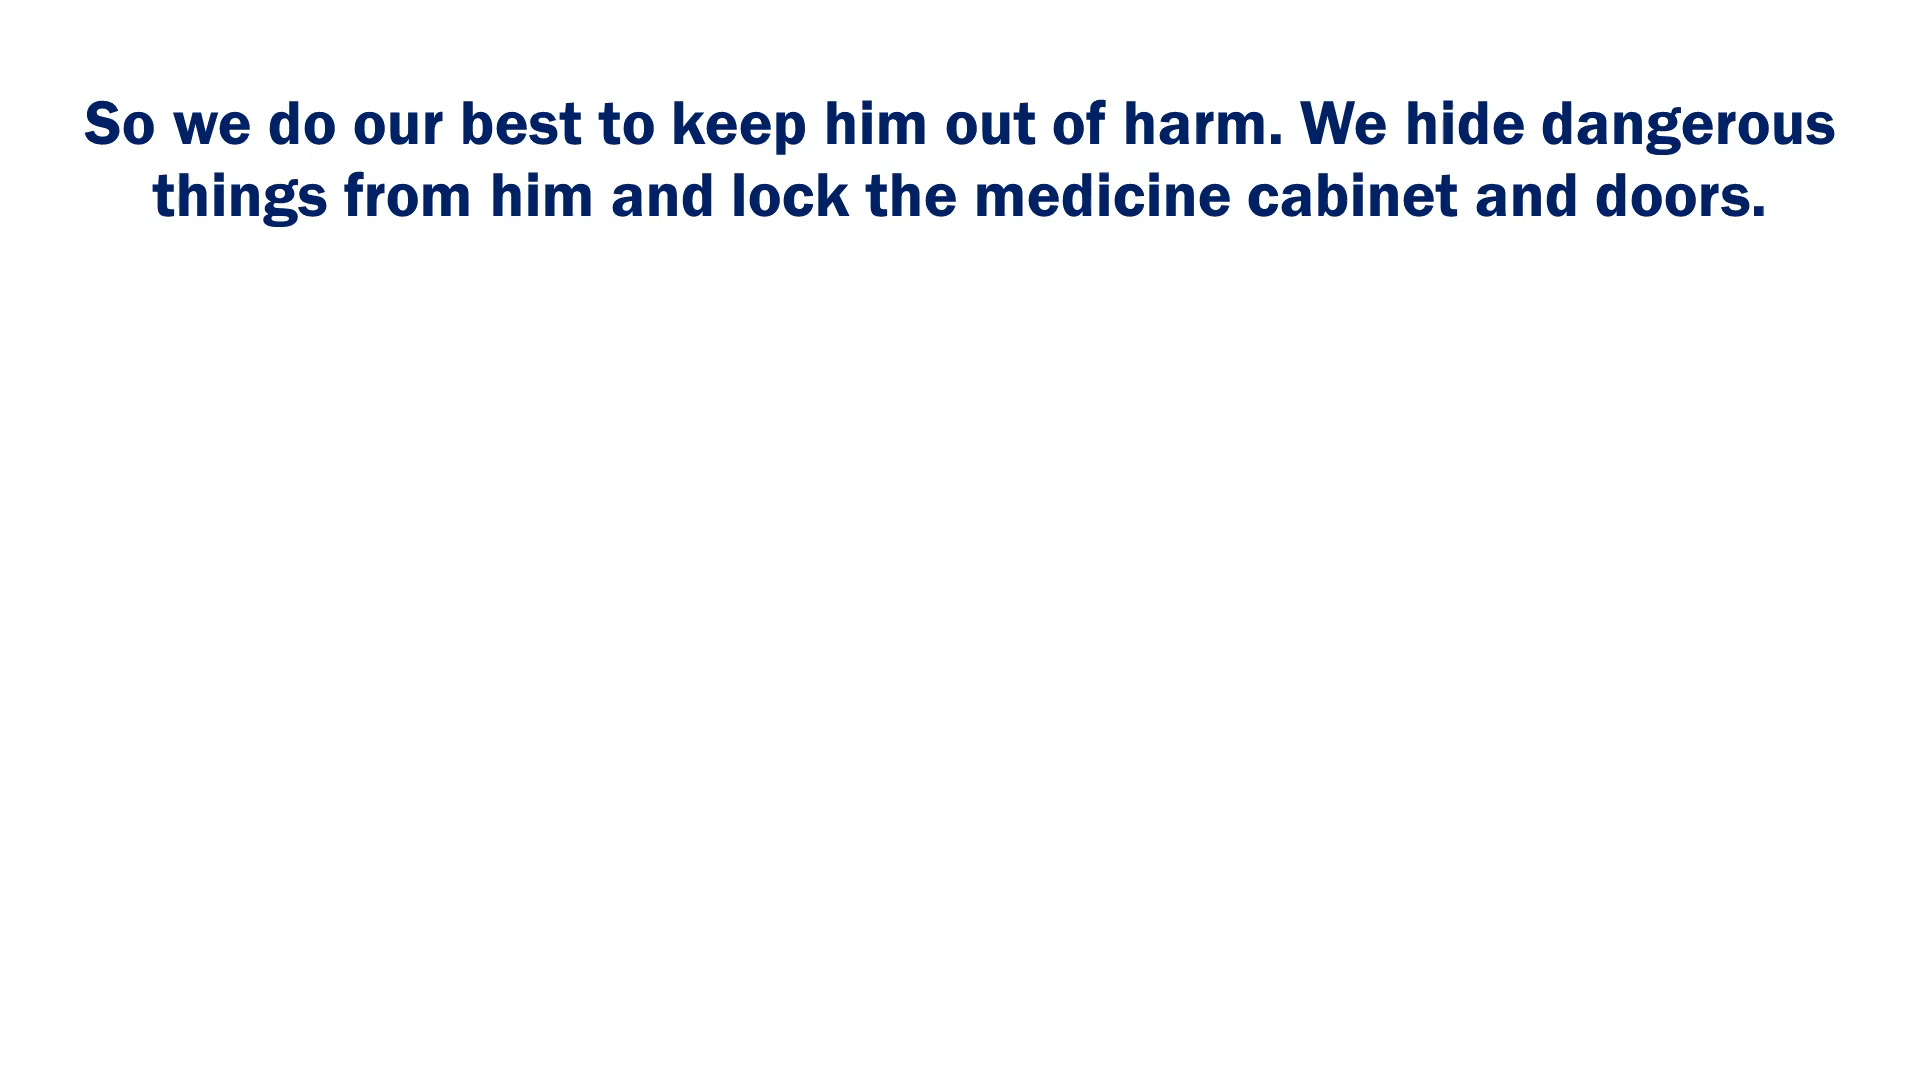 So we do our best to keep him out of harm. We hide dangerous
things from him and lock the medicine cabinet and doors.